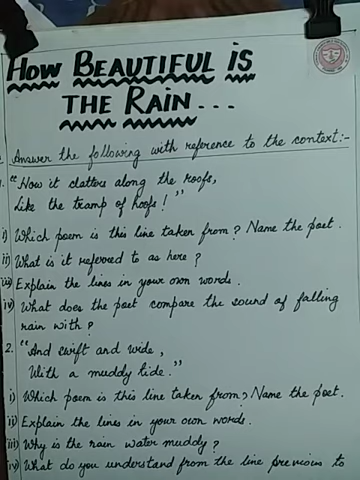 How Beautiful is
the Rain...
Answer the following with reference to the context:-
1. "How it clatters along the roofs,
Like the tramp of hoofs!"
i) Which poem is this line taken from? Name the poet.
ii) What is it referred to as here?
iii) Explain the lines in your own words.
iv) What does the poet compare the sound of falling
rain with?
2. "And swift and wide,
With a muddy tide."
i) Which poem is this line taken from? Name the poet.
ii) Explain the lines in your own words.
iii) Why is the rain water muddy?
iv) What do you understand from the line previous to